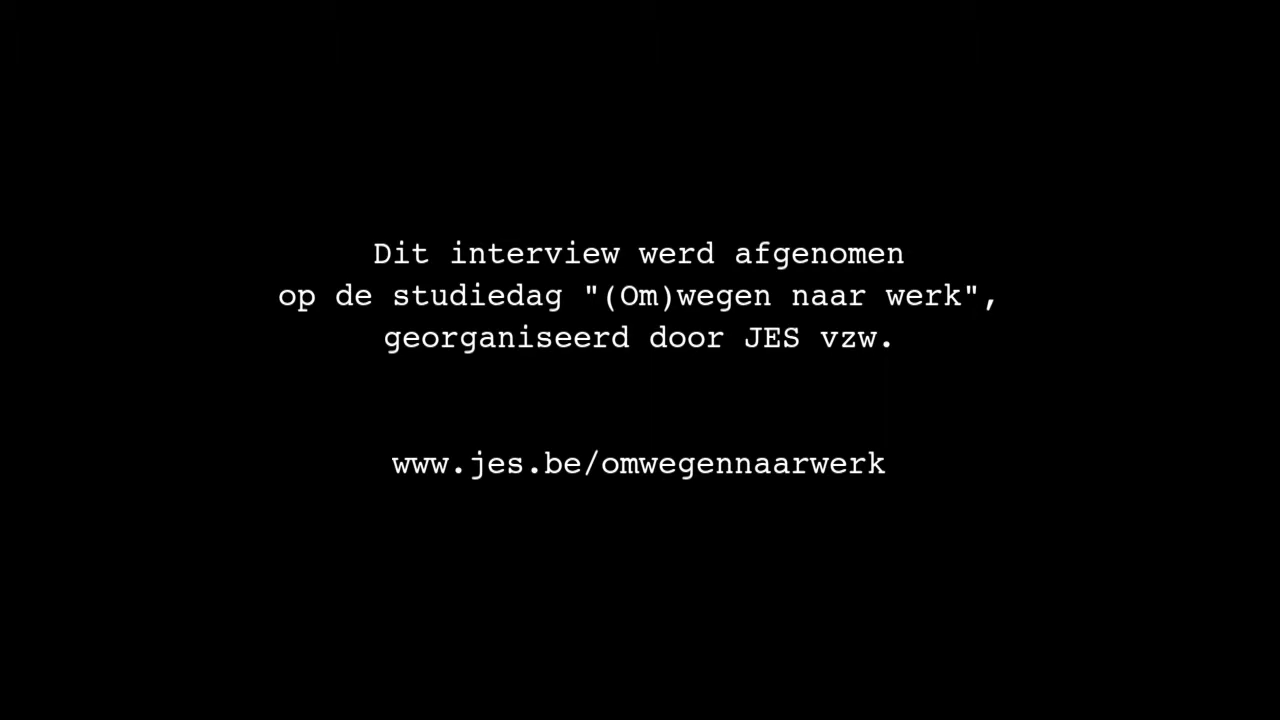 Dit interview werd afgenomen
op de studiedag "(Om)wegen naar werk",
georganiseerd door JES vzw.
www.jes.be/omwegennaarwerk